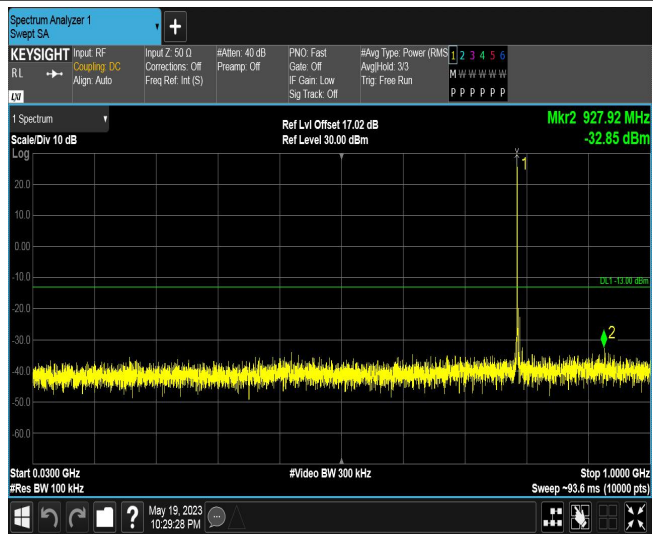 Spectrum Analyzer 1
Swept SA
+
KEYSIGHT Input: RF Input Z: 50 Ω #Atten: 40 dB PNO: Fast #Avg Type: Power (RMS 1 2 3 4 5 6
RL Coupling: DC Corrections: Off Preamp: Off Gate: Off Avg|Hold: 3/3 M W W W W W
Align: Auto Freq Ref: Int (S) IF Gain: Low Trig: Free Run
LXI Sig Track: Off P P P P P P
1 Spectrum Ref Lvl Offset 17.02 dB Mkr2 927.92 MHz
Scale/Div 10 dB Ref Level 30.00 dBm -32.85 dBm
Log
1
20.0
10.0
0.00
-10.0
DL1 -13.00 dBm
-20.0
-30.0
2
-40.0
-50.0
-60.0
Start 0.0300 GHz #Video BW 300 kHz Stop 1.0000 GHz
#Res BW 100 kHz Sweep ~93.6 ms (10000 pts)
? May 19, 2023
10:29:28 PM